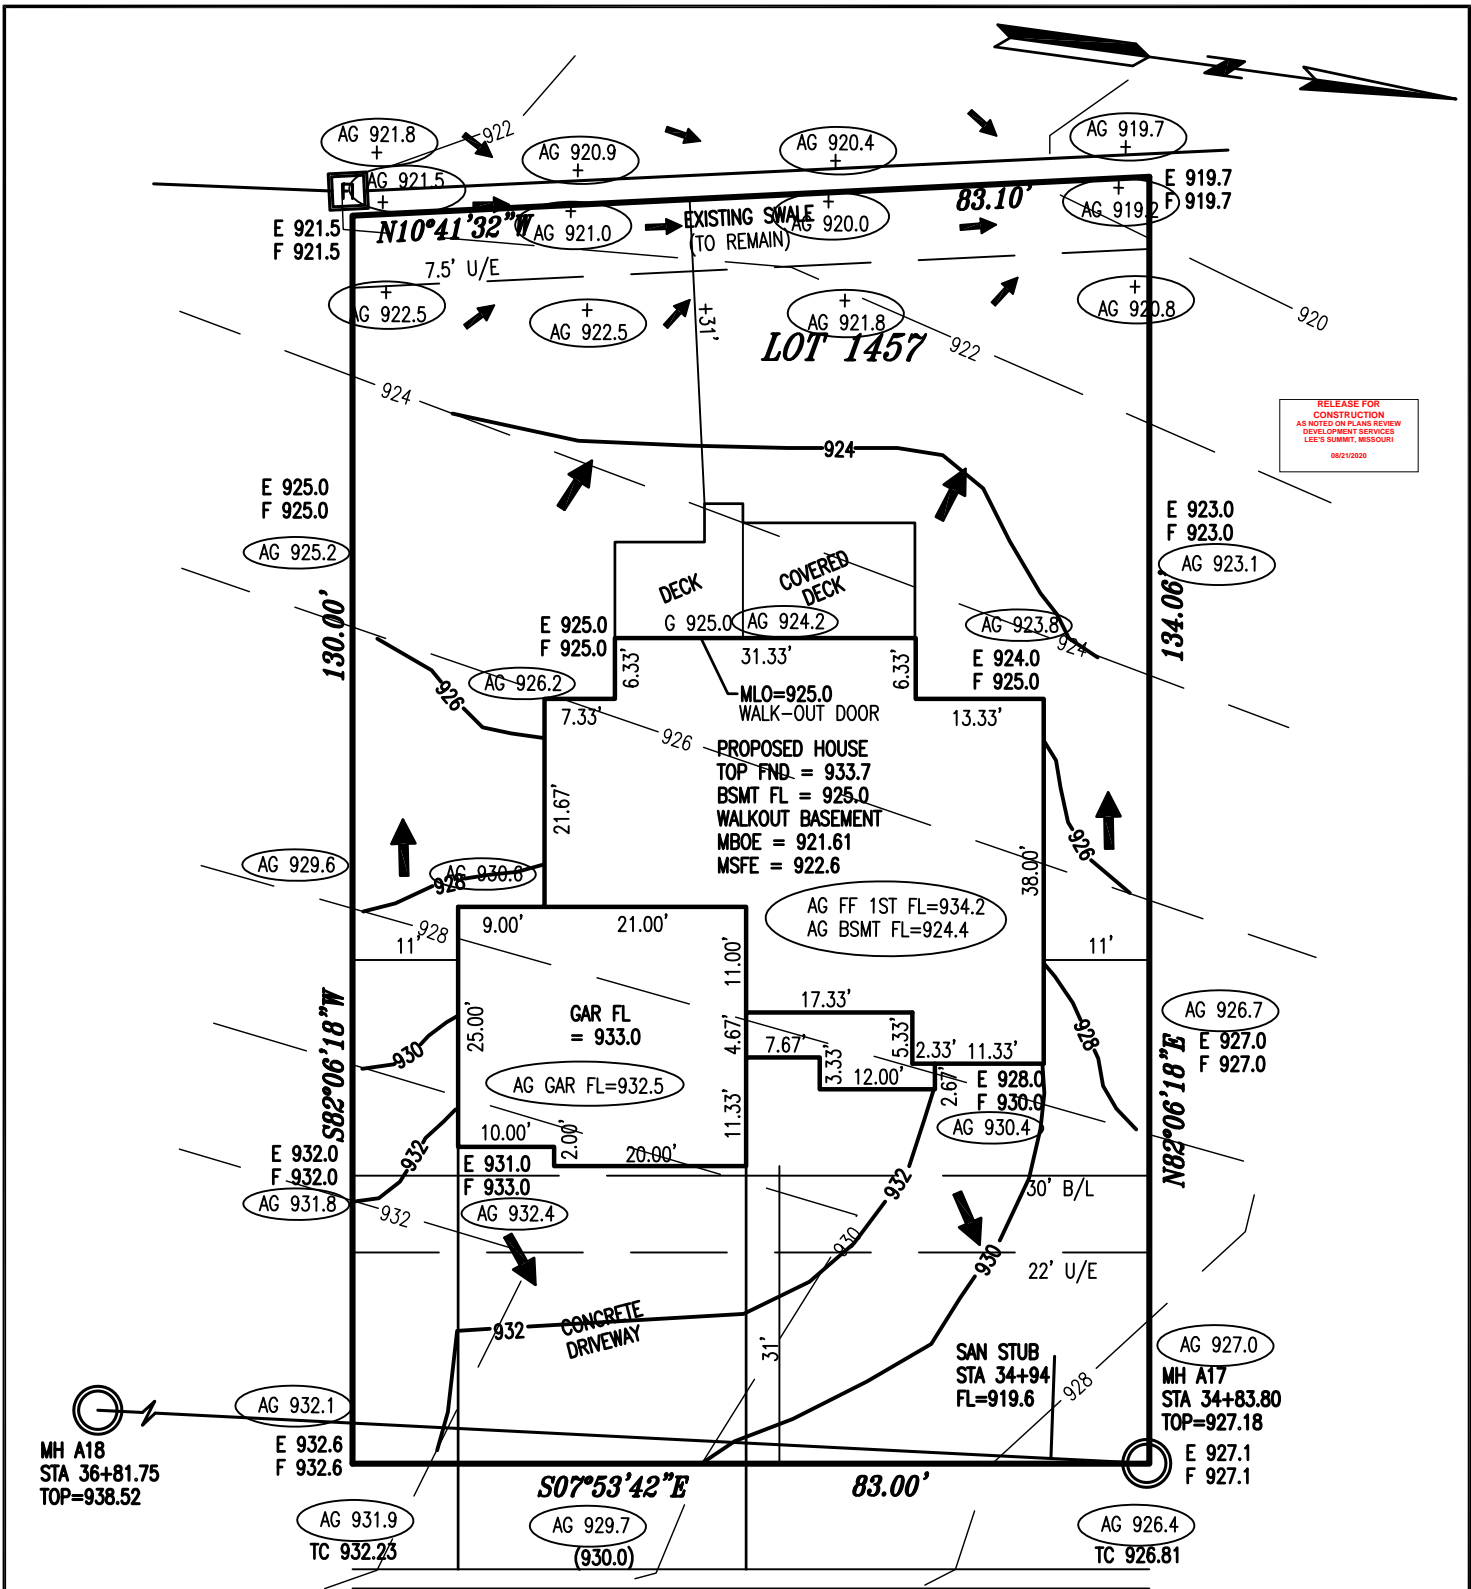 AG 921.8
922
AG 920.9
AG 920.4
AG 919.7
FI
AG 921.5
E 919.7
F 919.7
83.10'
AG 919.2
E 921.5
F 921.5
N10°41'32"W
AG 921.0
EXISTING SWALE
(TO REMAIN)
AG 920.0
7.5' U/E
AG 922.5
AG 922.5
+31'
AG 921.8
AG 920.8
920
LOT 1457
922
924
RELEASE FOR
CONSTRUCTION
AS NOTED ON PLANS REVIEW
DEVELOPMENT SERVICES
LEE'S SUMMIT, MISSOURI
08/21/2020
924
E 925.0
F 925.0
E 923.0
F 923.0
AG 925.2
AG 923.1
DECK
COVERED
DECK
130.00'
134.06'
G 925.0
AG 924.2
E 925.0
F 925.0
AG 923.8
924
6.33'
31.33'
6.33'
E 924.0
F 925.0
AG 926.2
926
MLO=925.0
WALK-OUT DOOR
7.33'
13.33'
926
PROPOSED HOUSE
TOP FND = 933.7
BSMT FL = 925.0
WALKOUT BASEMENT
MBOE = 921.61
MSFE = 922.6
21.67'
926
38.00'
AG 929.6
AG 930.6
928
AG FF 1ST FL=934.2
AG BSMT FL=924.4
928
9.00'
21.00'
11'
11'
11.00'
17.33'
GAR FL
= 933.0
25.00'
4.67'
5.33'
928
AG 926.7
E 927.0
F 927.0
S82°06'18"W
N82°06'18"E
930
7.67'
3.33'
2.33'
11.33'
12.00'
2.67'
AG GAR FL=932.5
E 928.0
F 930.0
AG 930.4
11.33'
10.00'
2.00'
20.00'
932
E 932.0
F 932.0
AG 931.8
E 931.0
F 933.0
AG 932.4
932
932
30' B/L
930
930
22' U/E
932
CONCRETE
DRIVEWAY
31'
SAN STUB
STA 34+94
FL=919.6
928
AG 927.0
MH A17
STA 34+83.80
TOP=927.18
AG 932.1
E 932.6
F 932.6
MH A18
STA 36+81.75
TOP=938.52
E 927.1
F 927.1
S07°53'42"E
83.00'
AG 931.9
TC 932.23
AG 929.7
(930.0)
AG 926.4
TC 926.81